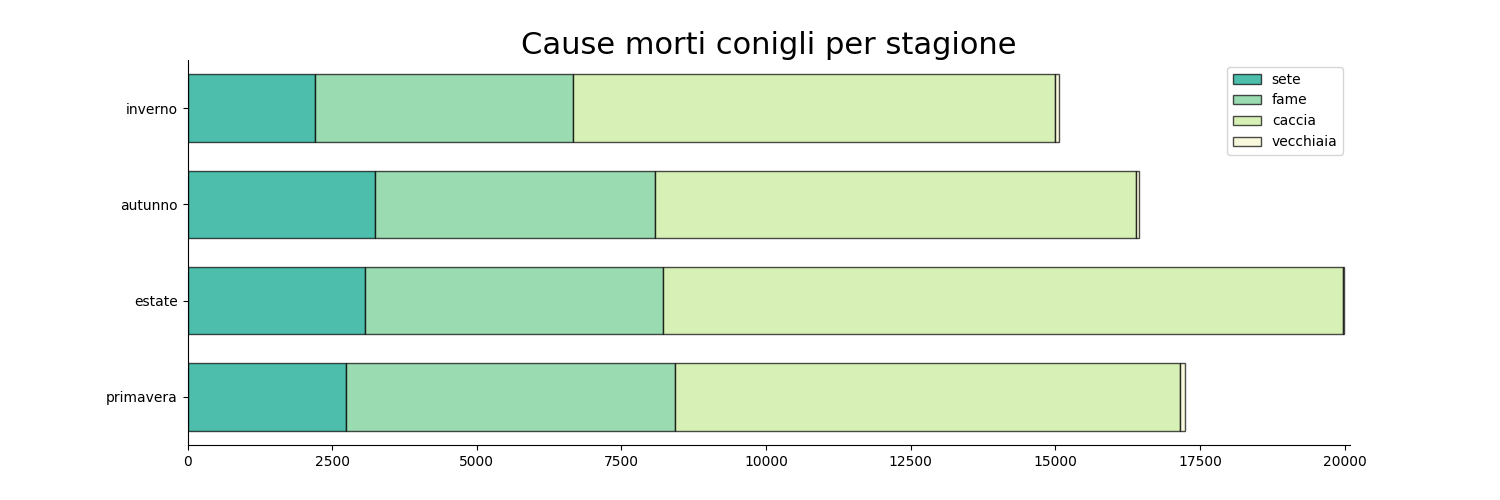 Cause morti conigli per stagione
sete
fame
caccia
vecchiaia
inverno
autunno
estate
primavera
0 2500 5000 7500 10000 12500 15000 17500 20000